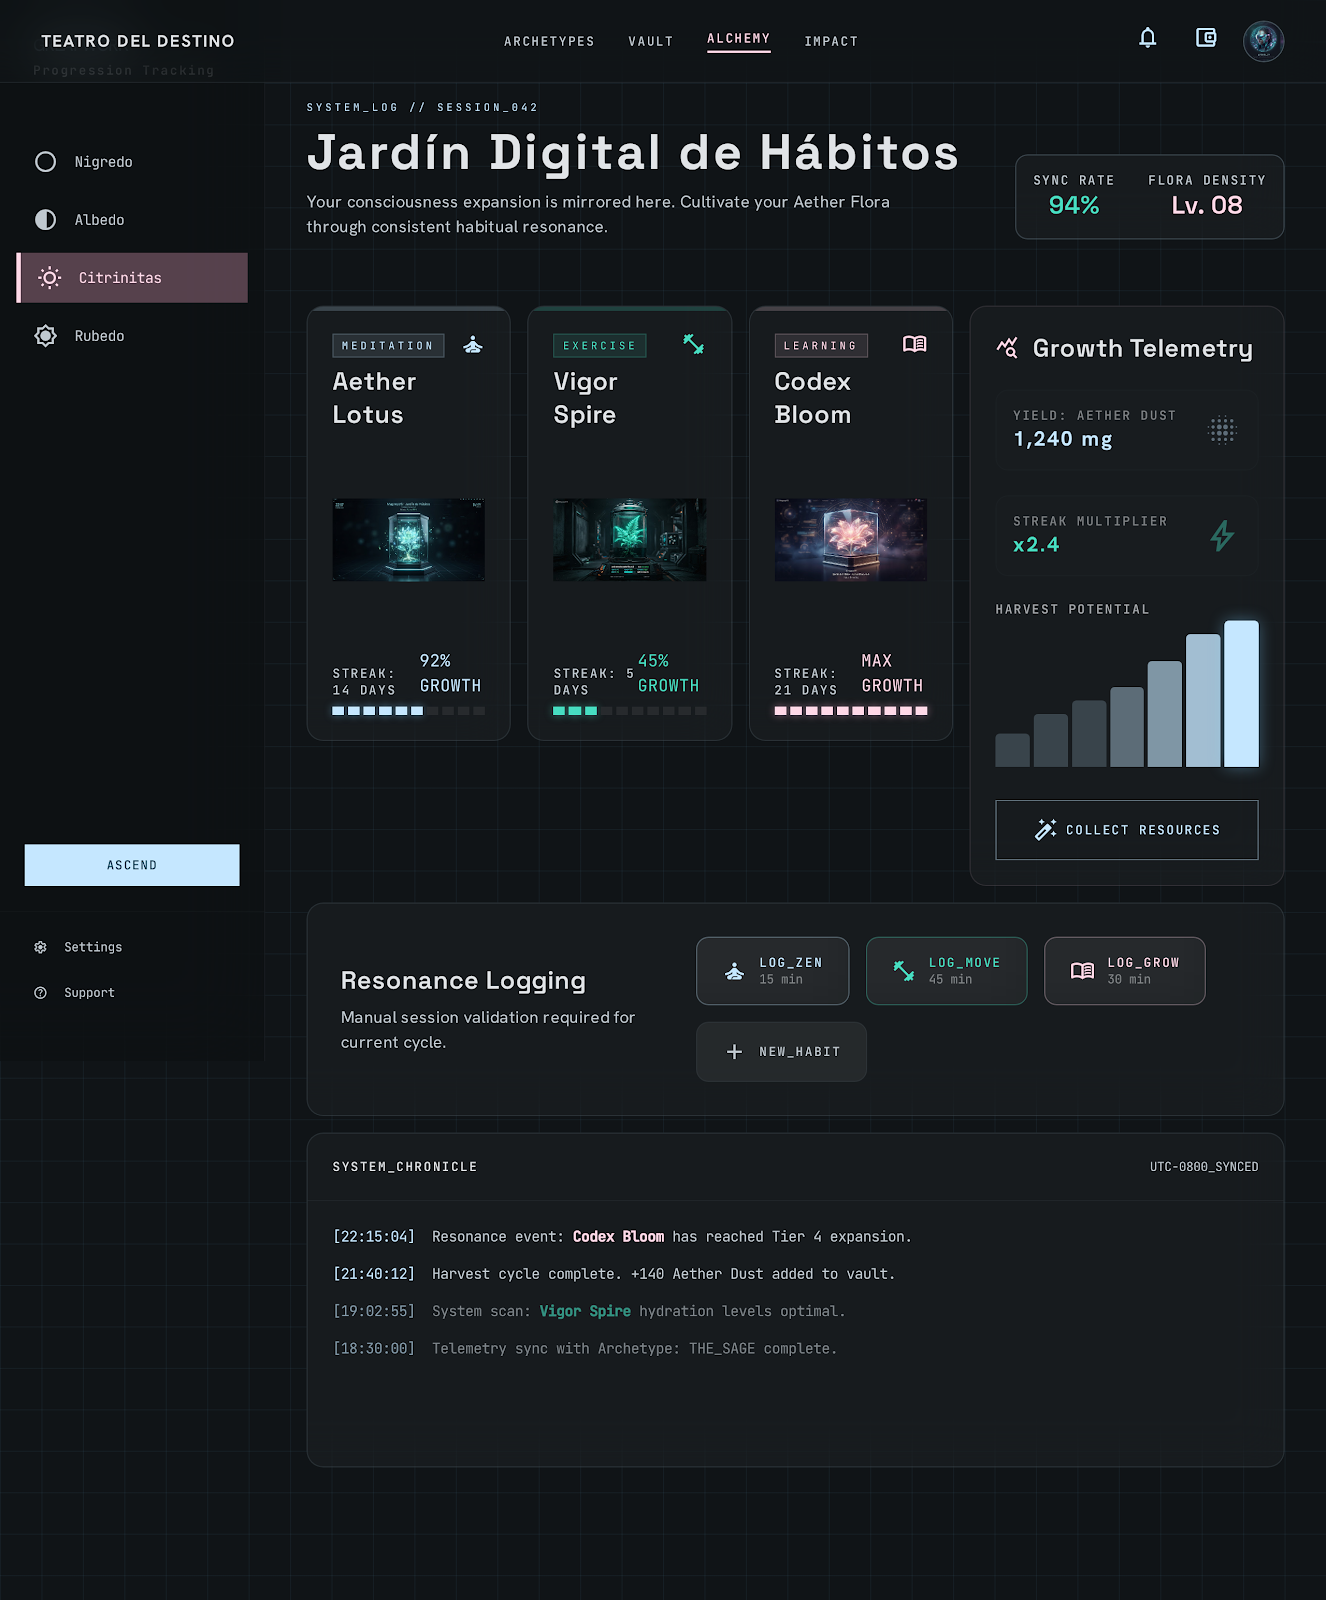 TEATRO DEL DESTINO
ARCHETYPES
VAULT
ALCHEMY
IMPACT
Progression Tracking
Nigredo
Albedo
Citrinitas
Rubedo
ASCEND
Settings
Support
SYSTEM_LOG // SESSION_042
Jardín Digital de Hábitos
Your consciousness expansion is mirrored here. Cultivate your Aether Flora
through consistent habitual resonance.
SYNC RATE
94%
FLORA DENSITY
Lv. 08
MEDITATION
Aether
Lotus
STREAK:
14 DAYS
92%
GROWTH
EXERCISE
Vigor
Spire
STREAK: 5
DAYS
45%
GROWTH
LEARNING
Codex
Bloom
STREAK:
21 DAYS
MAX
GROWTH
Growth Telemetry
YIELD: AETHER DUST
1,240 mg
STREAK MULTIPLIER
x2.4
HARVEST POTENTIAL
COLLECT RESOURCES
Resonance Logging
Manual session validation required for
current cycle.
LOG_ZEN
15 min
LOG_MOVE
45 min
LOG_GROW
30 min
NEW_HABIT
SYSTEM_CHRONICLE
UTC-0800_SYNCED
[22:15:04] Resonance event: Codex Bloom has reached Tier 4 expansion.
[21:40:12] Harvest cycle complete. +140 Aether Dust added to vault.
[19:02:55] System scan: Vigor Spire hydration levels optimal.
[18:30:00] Telemetry sync with Archetype: THE_SAGE complete.